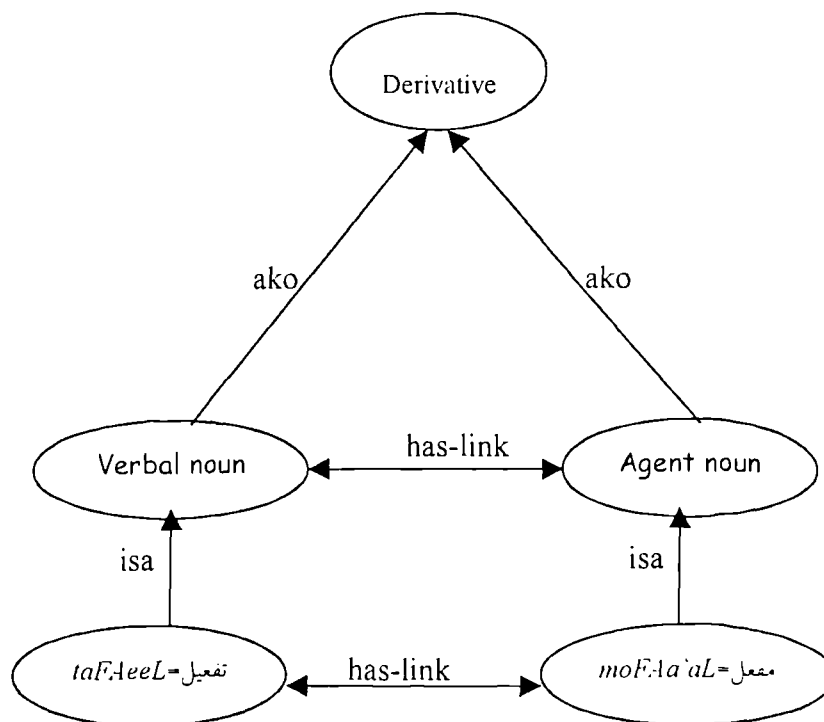 Derivative
ako
ako
Verbal noun
has-link
Agent noun
isa
isa
taFAeeL=تفعيل
has-link
moFAa`aL=مفعل